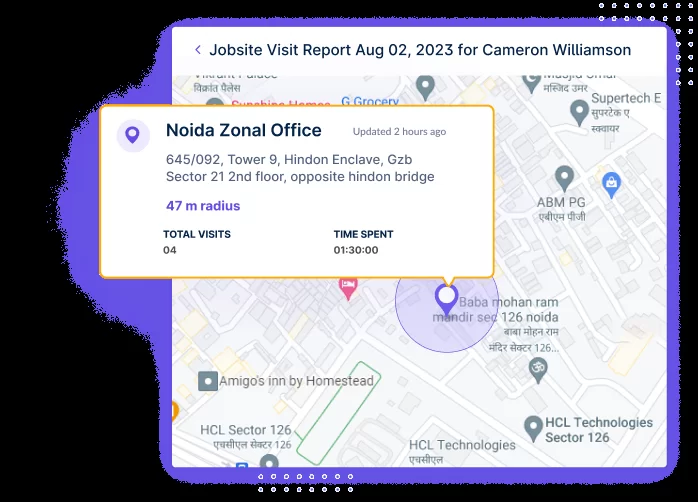 Jobsite Visit Report Aug 02, 2023 for Cameron Williamson
Vikrant Palace
विक्रांत पैलेस
Sunshine Homes
G Grocery
Masjid Umar
मस्जिद उमर
Supertech E
सुपरटेक ए
स्क्वायर
Noida Zonal Office
Updated 2 hours ago
645/092, Tower 9, Hindon Enclave, Gzb
Sector 21 2nd floor, opposite hindon bridge
47 m radius
TOTAL VISITS
TIME SPENT
04
01:30:00
ABM PG
एबीएम पीजी
Baba mohan ram
mandir sec 126 noida
बाबा मोहन राम
मंदिर सेक्टर 126...
Amigo's inn by Homestead
HCL Sector 126
एचसीएल सेक्टर 126
HCL Technologies
एचसीएल
HCL Technologies
Sector 126